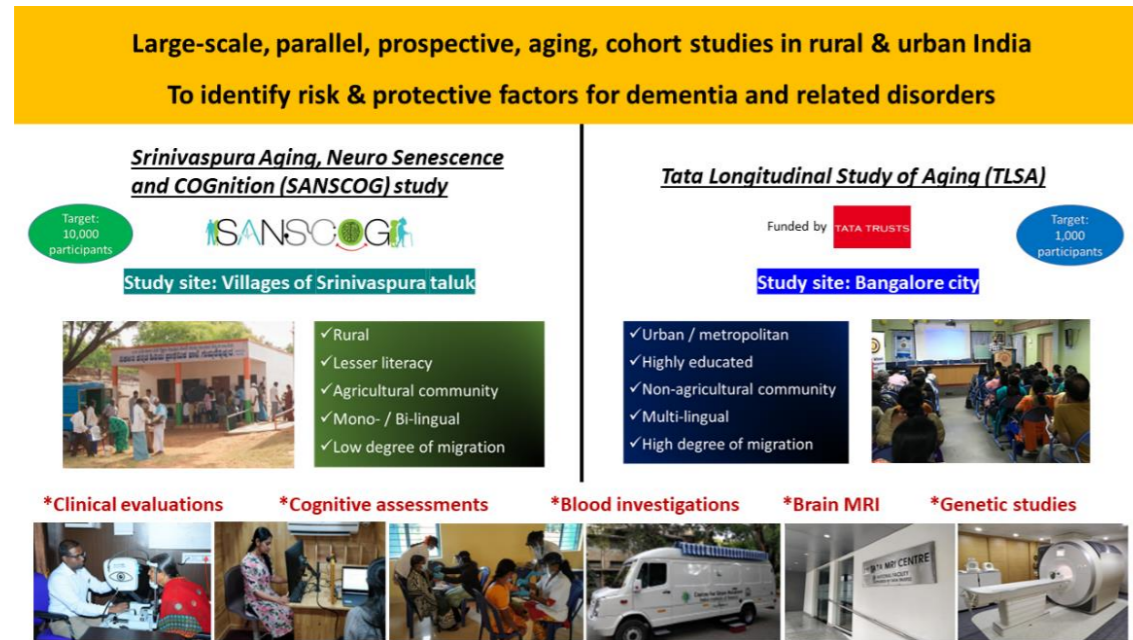 Large-scale, parallel, prospective, aging, cohort studies in rural & urban India
To identify risk & protective factors for dementia and related disorders
Srinivaspura Aging, Neuro Senescence
and COGnition (SANSCOG) study
Target:
10,000
participants
SANSCOG
Study site: Villages of Srinivaspura taluk
✓Rural
✓Lesser literacy
✓Agricultural community
✓Mono- / Bi-lingual
✓Low degree of migration
Tata Longitudinal Study of Aging (TLSA)
Funded by
TATA TRUSTS
Target:
1,000
participants
Study site: Bangalore city
✓Urban / metropolitan
✓Highly educated
✓Non-agricultural community
✓Multi-lingual
✓High degree of migration
*Clinical evaluations *Cognitive assessments *Blood investigations *Brain MRI *Genetic studies
TATA MRI CENTRE